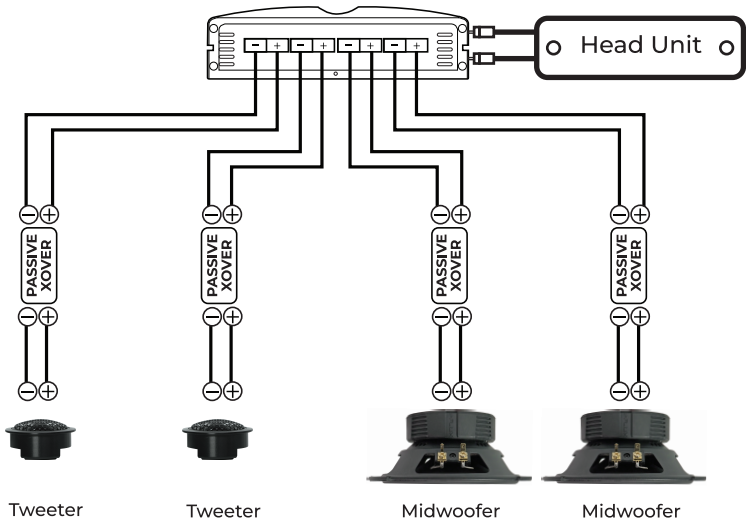 Head Unit
− + − + − + − +
− + − + − + − +
PASSIVE
XOVER
PASSIVE
XOVER
PASSIVE
XOVER
PASSIVE
XOVER
− + − + − + − +
− + − + − + − +
Tweeter
Tweeter
Midwoofer
Midwoofer